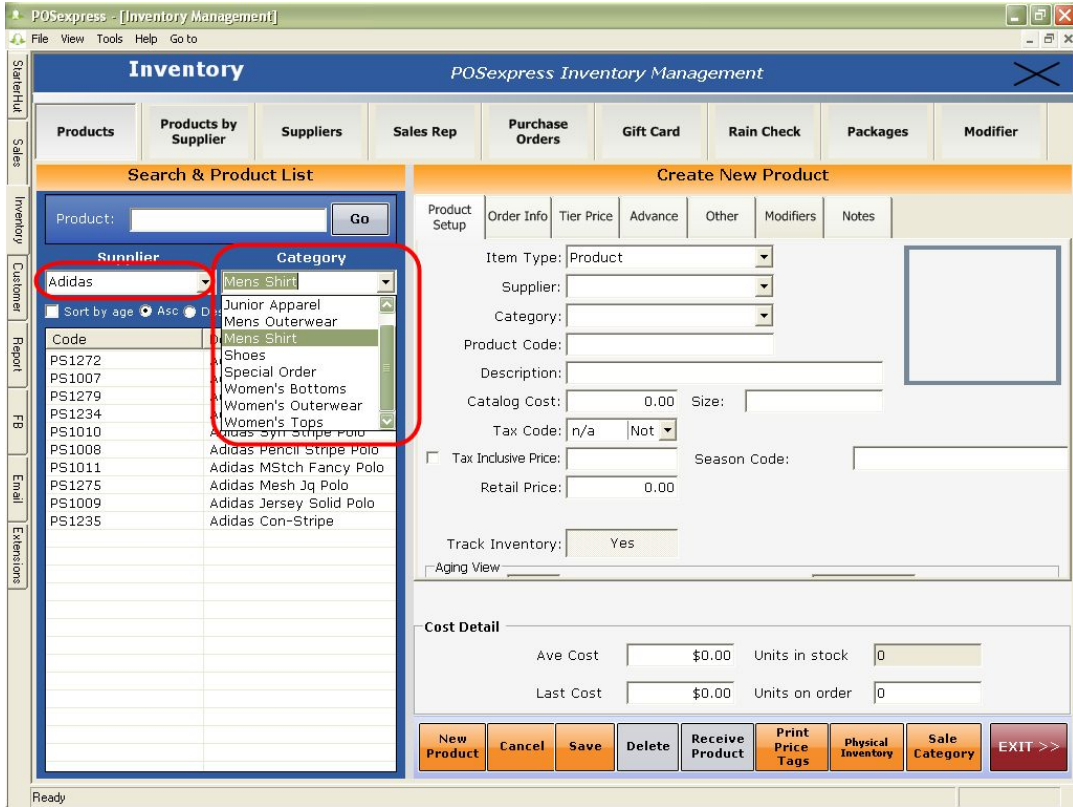 POSexpress - [Inventory Management]
File View Tools Help Go to
StarterHut
Sales
Inventory
Customer
Report
FB
Email
Extensions
Inventory
POSexpress Inventory Management
Products
Products by
Supplier
Suppliers
Sales Rep
Purchase
Orders
Gift Card
Rain Check
Packages
Modifier
Search & Product List
Product:
Go
Supplier
Category
Adidas
Mens Shirt
Sort by age Asc
Junior Apparel
Mens Outerwear
Mens Shirt
Shoes
Special Order
Women's Bottoms
Women's Outerwear
Women's Tops
Code
PS1272
PS1007
PS1279
PS1234
PS1010 Adidas Syn Stripe Polo
PS1008 Adidas Pencil Stripe Polo
PS1011 Adidas MStch Fancy Polo
PS1275 Adidas Mesh Jq Polo
PS1009 Adidas Jersey Solid Polo
PS1235 Adidas Con-Stripe
Create New Product
Product
Setup
Order Info
Tier Price
Advance
Other
Modifiers
Notes
Item Type: Product
Supplier:
Category:
Product Code:
Description:
Catalog Cost: 0.00 Size:
Tax Code: n/a Not
Tax Inclusive Price: Season Code:
Retail Price: 0.00
Track Inventory: Yes
Aging View
Cost Detail
Ave Cost $0.00 Units in stock 0
Last Cost $0.00 Units on order 0
New
Product
Cancel
Save
Delete
Receive
Product
Print
Price
Tags
Physical
Inventory
Sale
Category
EXIT >>
Ready